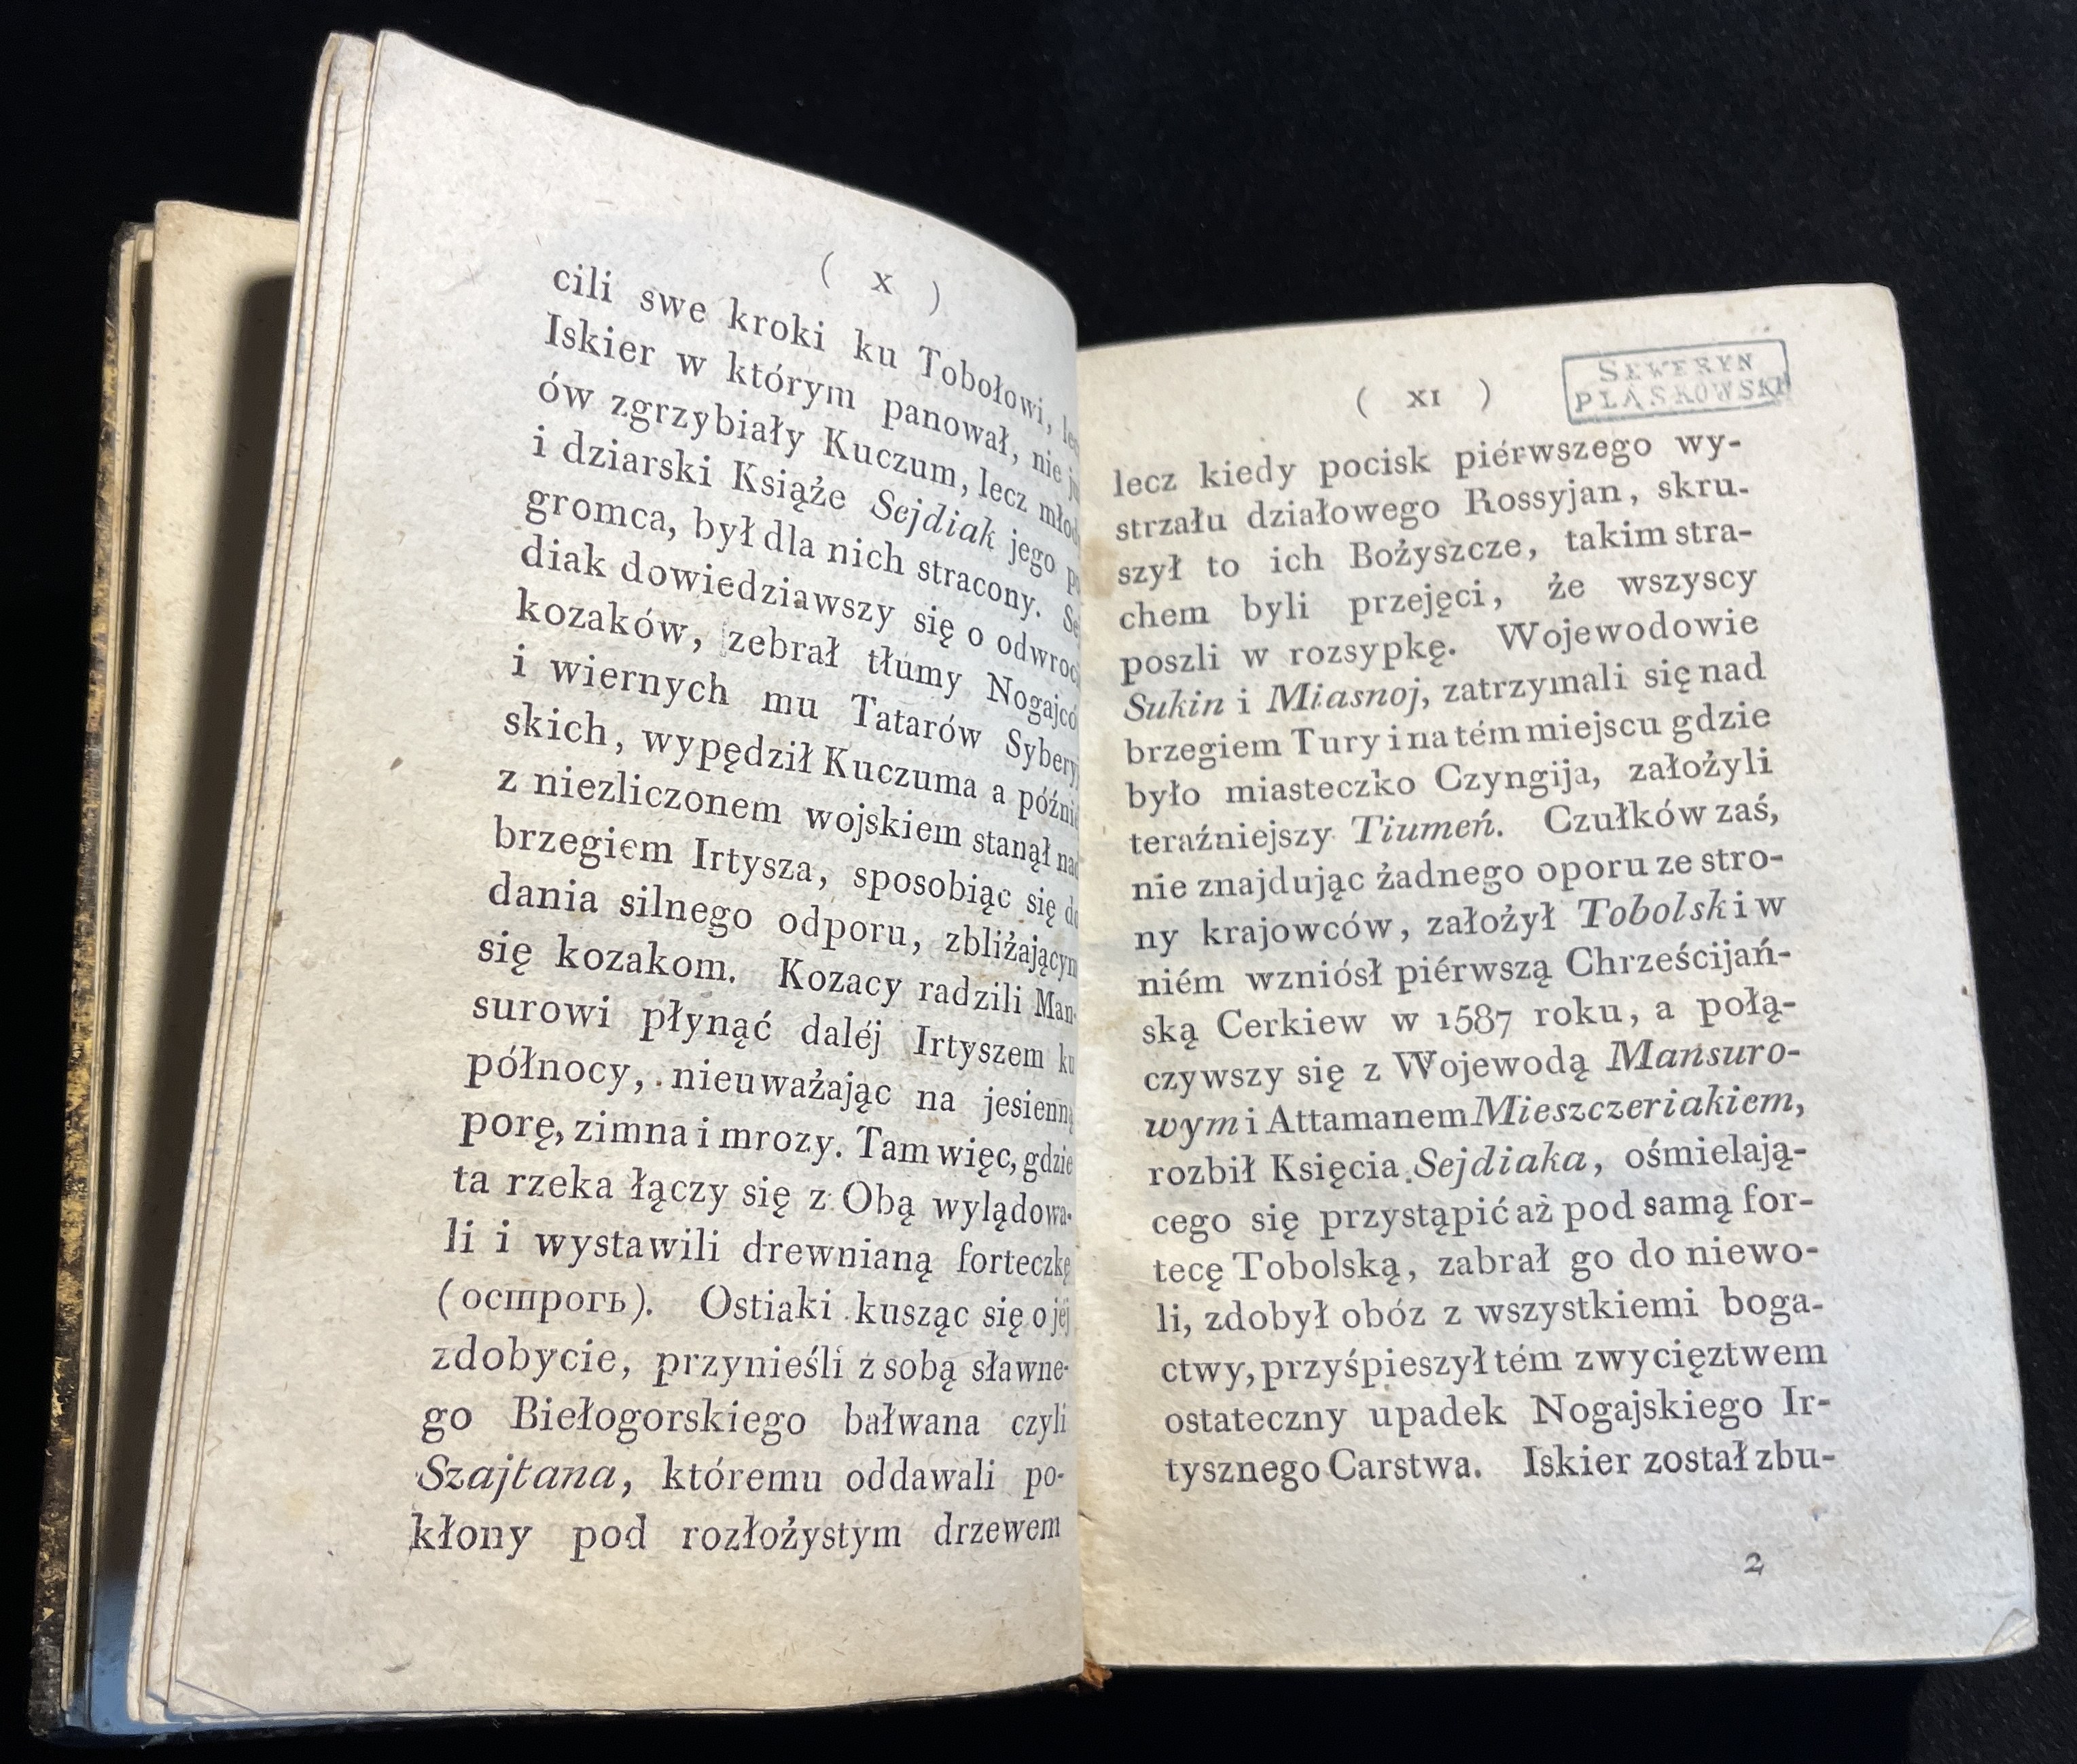 ( X )
cili swe kroki ku Tobołowi,
Iskier w którym panował, nie
ów zgrzybiały Kuczum, lecz
i dziarski Książe Sejdiak jego
gromca, był dla nich stracony.
diak dowiedziawszy się o
kozaków, zebrał tłumy
i wiernych mu Tatarów
skich, wypędził Kuczuma a
z niezliczonem wojskiem stanął
brzegiem Irtysza, sposobiąc się
dania silnego odporu,
się kozakom. Kozacy radzili Man-
surowi płynąć daléj Irtyszem ku
północy, nieuważając na jesienną
porę, zimna i mrozy. Tam więc, gdzie
ta rzeka łączy się z Obą wylądowa-
li i wystawili drewnianą forteczkę
(острогъ). Ostiaki kusząc się o jéj
zdobycie, przynieśli z sobą sławne-
go Biełogorskiego bałwana czyli
Szajtana, któremu oddawali po-
kłony pod rozłożystym drzewem
( XI )
SEWERYN
PLASKOWSKI
lecz kiedy pocisk piérwszego wy-
strzału działowego Rossyjan, skru-
szył to ich Bożyszcze, takim stra-
chem byli przejęci, że wszyscy
poszli w rozsypkę. Wojewodowie
Sukin i Miasnoj, zatrzymali się nad
brzegiem Tury i na tém miejscu gdzie
było miasteczko Czyngija, założyli
teraźniejszy Tiumeń. Czułków zaś,
nie znajdując żadnego oporu ze stro-
ny krajowców, założył Tobolsk i w
niém wzniósł piérwszą Chrześcijań-
ską Cerkiew w 1587 roku, a połą-
czywszy się z Wojewodą Mansuro-
wym i Attamanem Mieszczeriakiem,
rozbił Księcia Sejdiaka, ośmielają-
cego się przystąpić aż pod samą for-
tecę Tobolską, zabrał go do niewo-
li, zdobył obóz z wszystkiemi boga-
ctwy, przyśpieszył tém zwycięztwem
ostateczny upadek Nogajskiego Ir-
tysznego Carstwa. Iskier został zbu-
2